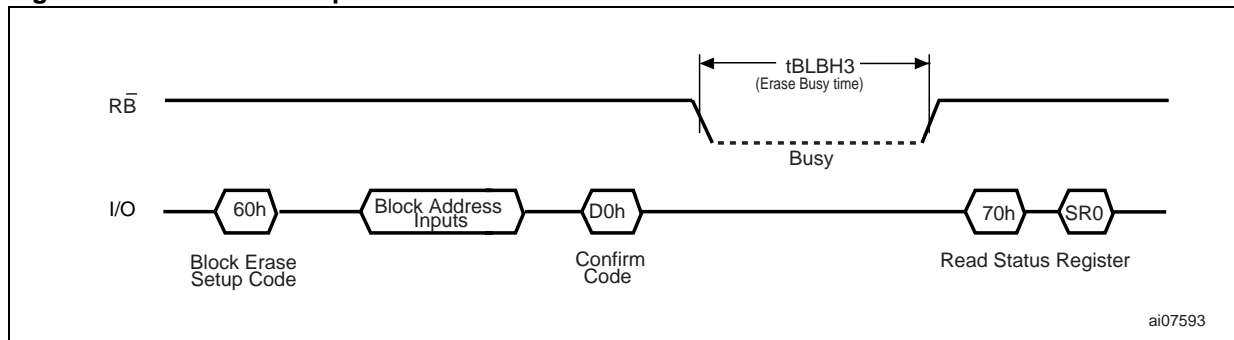 tBLBH3
(Erase Busy time)
RB̅
Busy
I/O
60h
Block Address
Inputs
D0h
70h
SR0
Block Erase
Setup Code
Confirm
Code
Read Status Register
ai07593